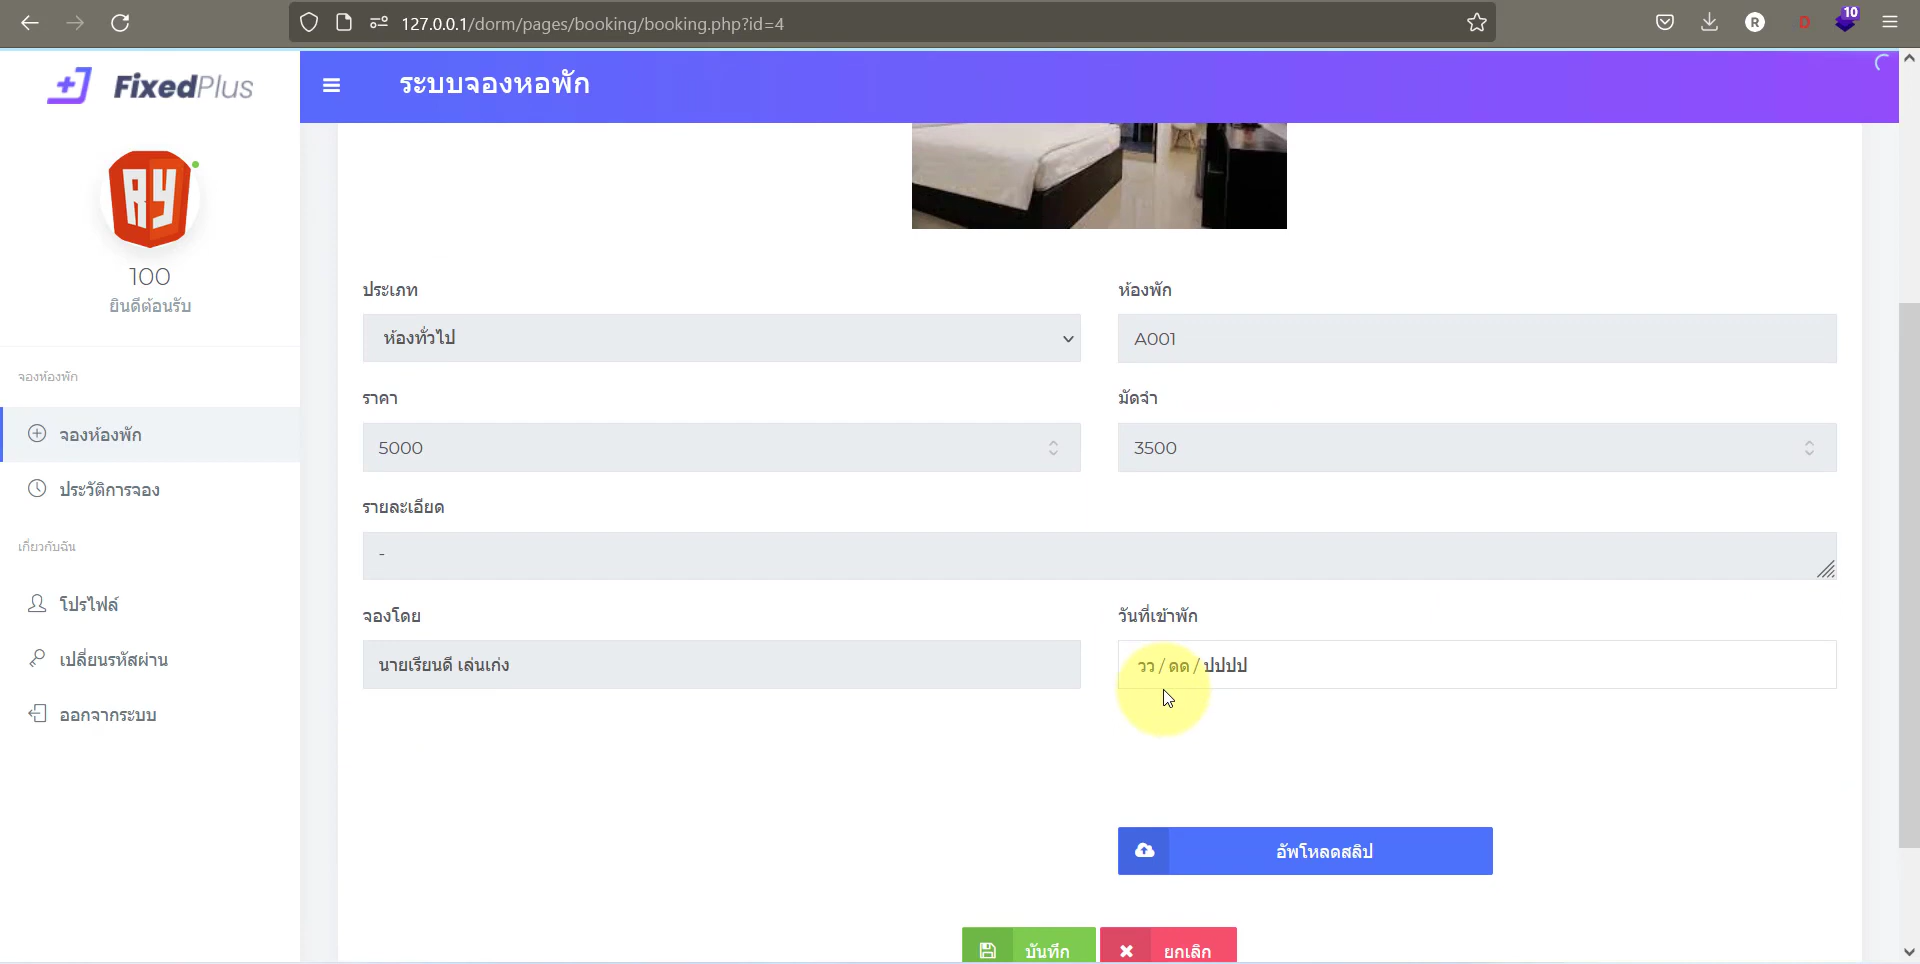 127.0.0.1/dorm/pages/booking/booking.php?id=4
R
D
10
FixedPlus
ระบบจองหอพัก
RY
100
ยินดีต้อนรับ
จองห้องพัก
จองห้องพัก
ประวัติการจอง
เกี่ยวกับฉัน
โปรไฟล์
เปลี่ยนรหัสผ่าน
ออกจากระบบ
ประเภท
ห้องพัก
ห้องทั่วไป
A001
ราคา
มัดจำ
5000
3500
รายละเอียด
-
จองโดย
วันที่เข้าพัก
นายเรียนดี เล่นเก่ง
วว / ดด / ปปปป
อัพโหลดสลิป
บันทึก
ยกเลิก